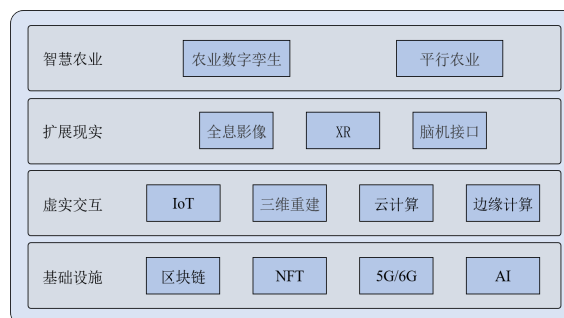 智慧农业 农业数字孪生 平行农业
扩展现实 全息影像 XR 脑机接口
虚实交互 IoT 三维重建 云计算 边缘计算
基础设施 区块链 NFT 5G/6G AI